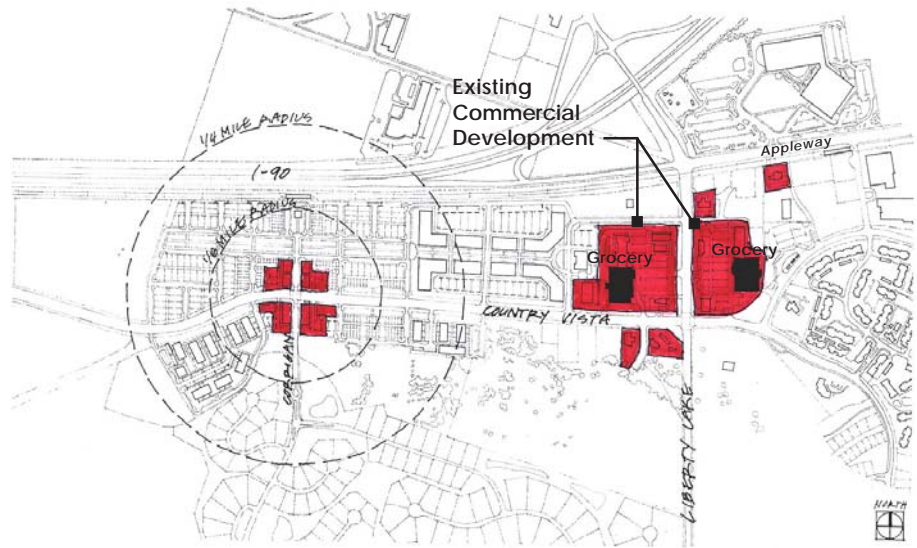 Existing
Commercial
Development
Appleway
1/4 MILE RADIUS
I-90
1/8 MILE RADIUS
Grocery
Grocery
COUNTRY VISTA
CORRIGAN
LIBERTY LAKE
NORTH